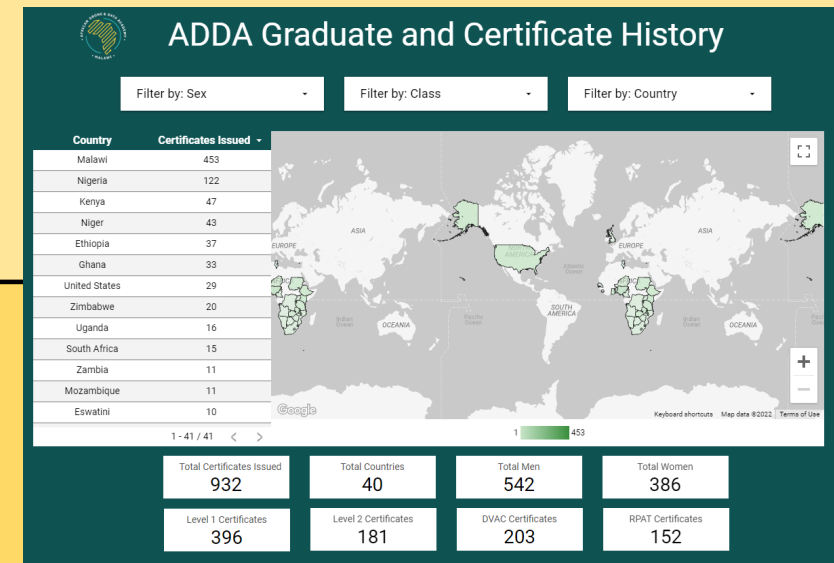 AFRICAN DRONE & DATA ACADEMY
• MALAWI •
ADDA Graduate and Certificate History
Filter by: Sex
Filter by: Class
Filter by: Country
Country Certificates Issued
Malawi 453
Nigeria 122
Kenya 47
Niger 43
Ethiopia 37
Ghana 33
United States 29
Zimbabwe 20
Uganda 16
South Africa 15
Zambia 11
Mozambique 11
Eswatini 10
1 - 41 / 41 < >
ASIA
EUROPE
Indian
Ocean
OCEANIA
Pacific
Ocean
NORTH
AMERICA
Atlantic
Ocean
SOUTH
AMERICA
EUROPE
ASIA
Indian
Ocean
OCEANIA
+
−
Google
Keyboard shortcuts Map data ©2022 Terms of Use
1 453
Total Certificates Issued
932
Total Countries
40
Total Men
542
Total Women
386
Level 1 Certificates
396
Level 2 Certificates
181
DVAC Certificates
203
RPAT Certificates
152